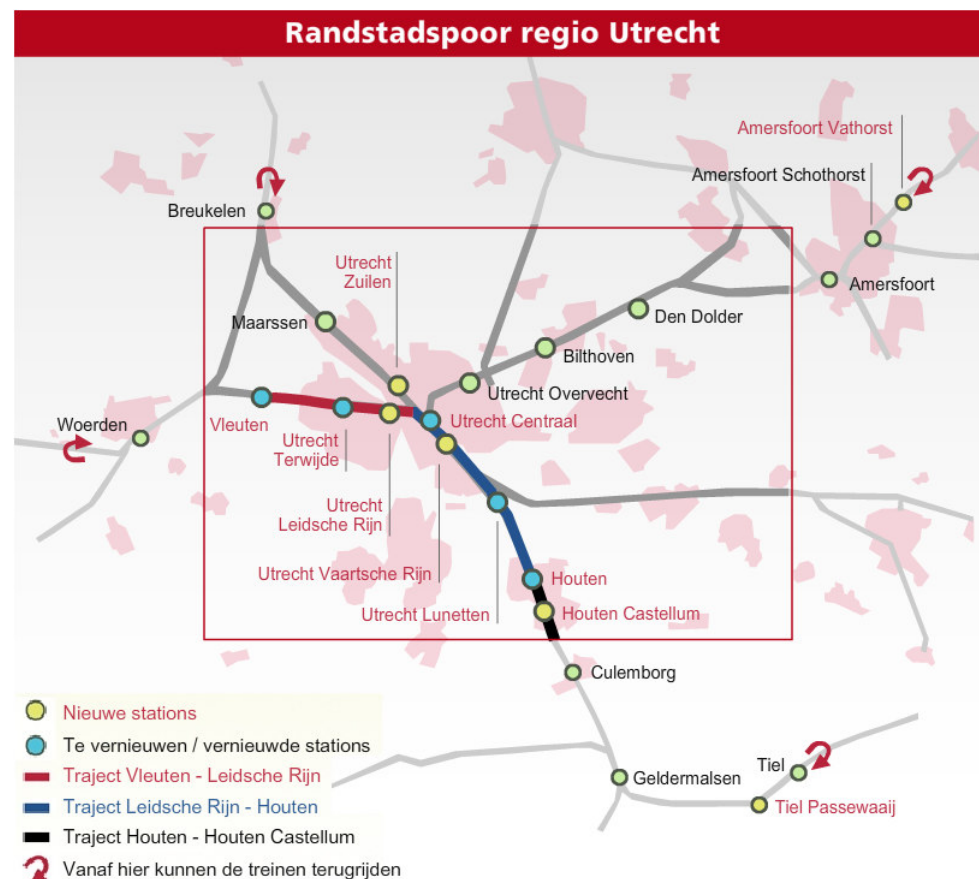 Randstadspoor regio Utrecht
Amersfoort Vathorst
Amersfoort Schothorst
Breukelen
Utrecht
Zuilen
Amersfoort
Maarssen
Den Dolder
Bilthoven
Utrecht Overvecht
Woerden
Vleuten
Utrecht Centraal
Utrecht
Terwijde
Utrecht
Leidsche Rijn
Utrecht Vaartsche Rijn
Houten
Utrecht Lunetten
Houten Castellum
Culemborg
Nieuwe stations
Te vernieuwen / vernieuwde stations
Traject Vleuten - Leidsche Rijn
Geldermalsen
Tiel
Traject Leidsche Rijn - Houten
Tiel Passewaaij
Traject Houten - Houten Castellum
Vanaf hier kunnen de treinen terugrijden